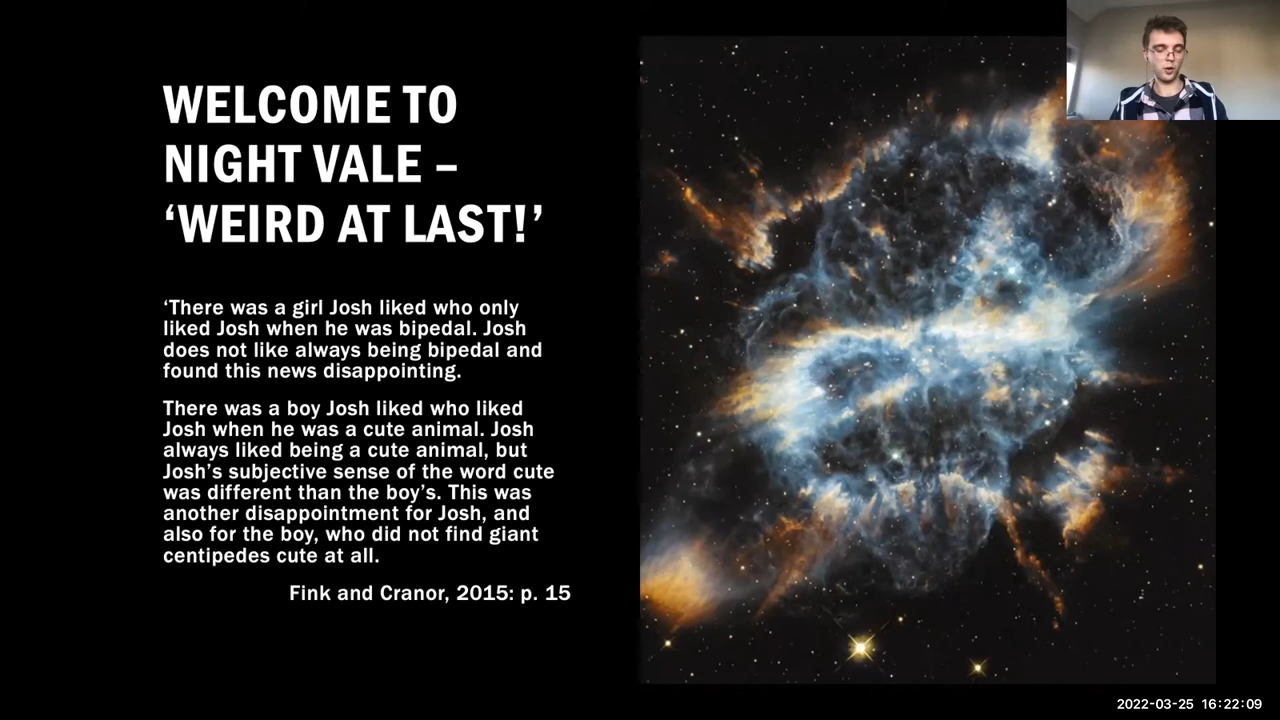 WELCOME TO
NIGHT VALE –
‘WEIRD AT LAST!’
‘There was a girl Josh liked who only
liked Josh when he was bipedal. Josh
does not like always being bipedal and
found this news disappointing.
There was a boy Josh liked who liked
Josh when he was a cute animal. Josh
always liked being a cute animal, but
Josh’s subjective sense of the word cute
was different than the boy’s. This was
another disappointment for Josh, and
also for the boy, who did not find giant
centipedes cute at all.
Fink and Cranor, 2015: p. 15
2022-03-25 16:22:09